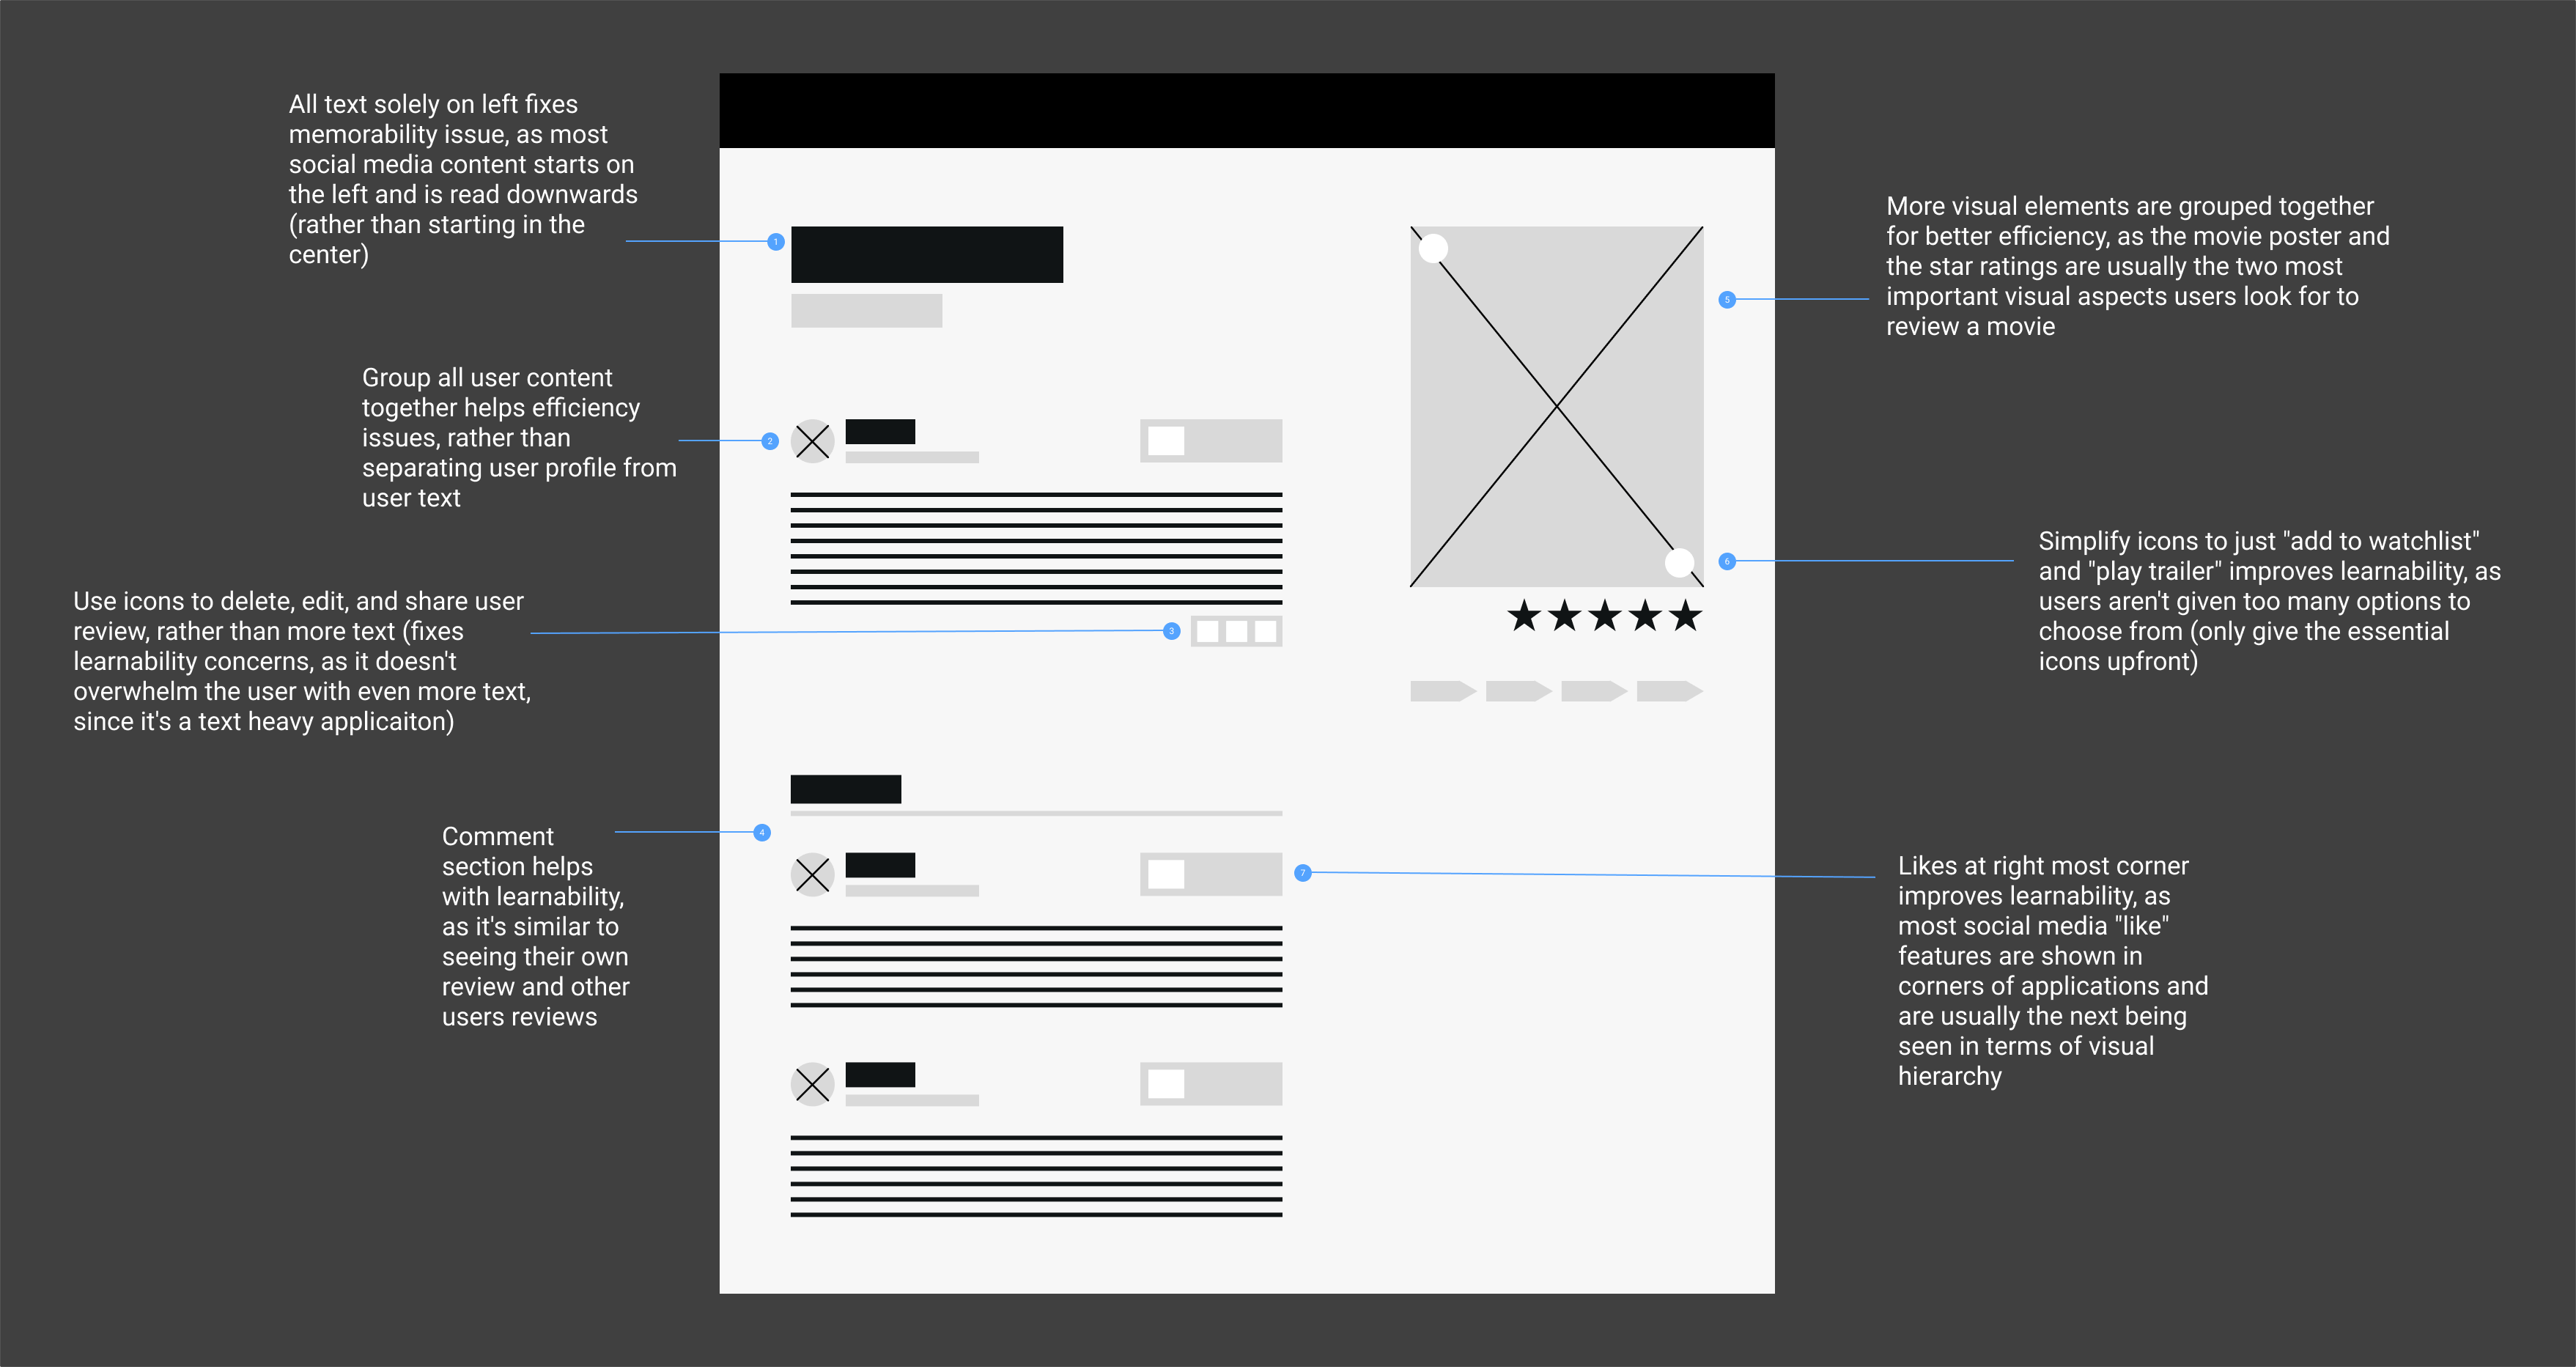 All text solely on left fixes
memorability issue, as most
social media content starts on
the left and is read downwards
(rather than starting in the
center)
1
Group all user content
together helps efficiency
issues, rather than
separating user profile from
user text
2
Use icons to delete, edit, and share user
review, rather than more text (fixes
learnability concerns, as it doesn't
overwhelm the user with even more text,
since it's a text heavy applicaiton)
3
Comment
section helps
with learnability,
as it's similar to
seeing their own
review and other
users reviews
4
More visual elements are grouped together
for better efficiency, as the movie poster and
the star ratings are usually the two most
important visual aspects users look for to
review a movie
5
Simplify icons to just "add to watchlist"
and "play trailer" improves learnability, as
users aren't given too many options to
choose from (only give the essential
icons upfront)
6
Likes at right most corner
improves learnability, as
most social media "like"
features are shown in
corners of applications and
are usually the next being
seen in terms of visual
hierarchy
7